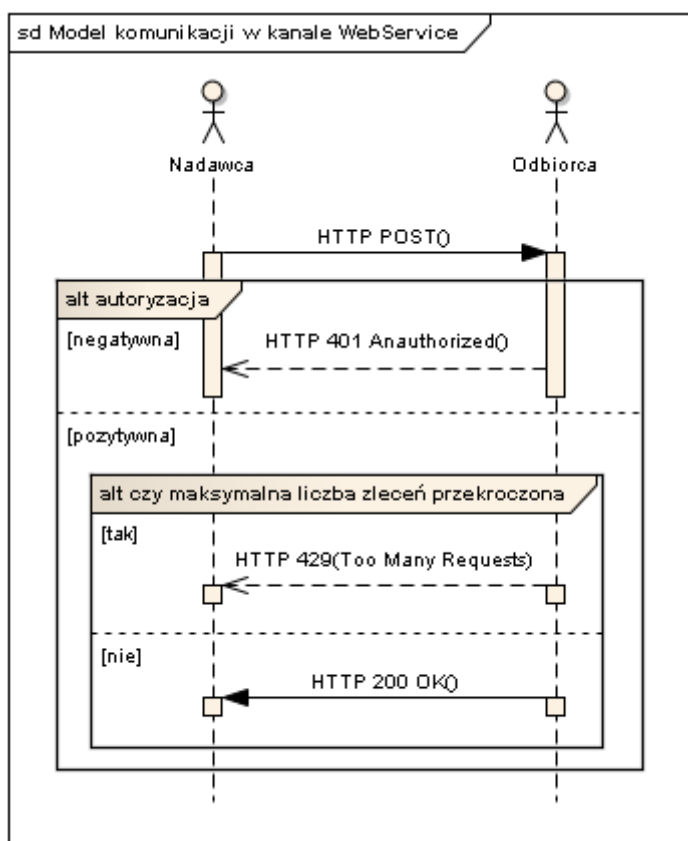 sd Model komunikacji w kanale WebService
Nadawca
Odbiorca
HTTP POST()
alt autoryzacja
[negatywna]
HTTP 401 Anauthorized()
[pozytywna]
alt czy maksymalna liczba zleceń przekroczona
[tak]
HTTP 429(Too Many Requests)
[nie]
HTTP 200 OK()